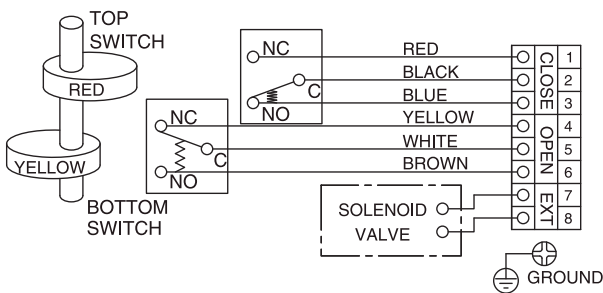 TOP
SWITCH
RED
YELLOW
BOTTOM
SWITCH
NC
C
NO
NC
C
NO
RED
BLACK
BLUE
YELLOW
WHITE
BROWN
CLOSE
OPEN
EXT
1
2
3
4
5
6
7
8
SOLENOID
VALVE
GROUND